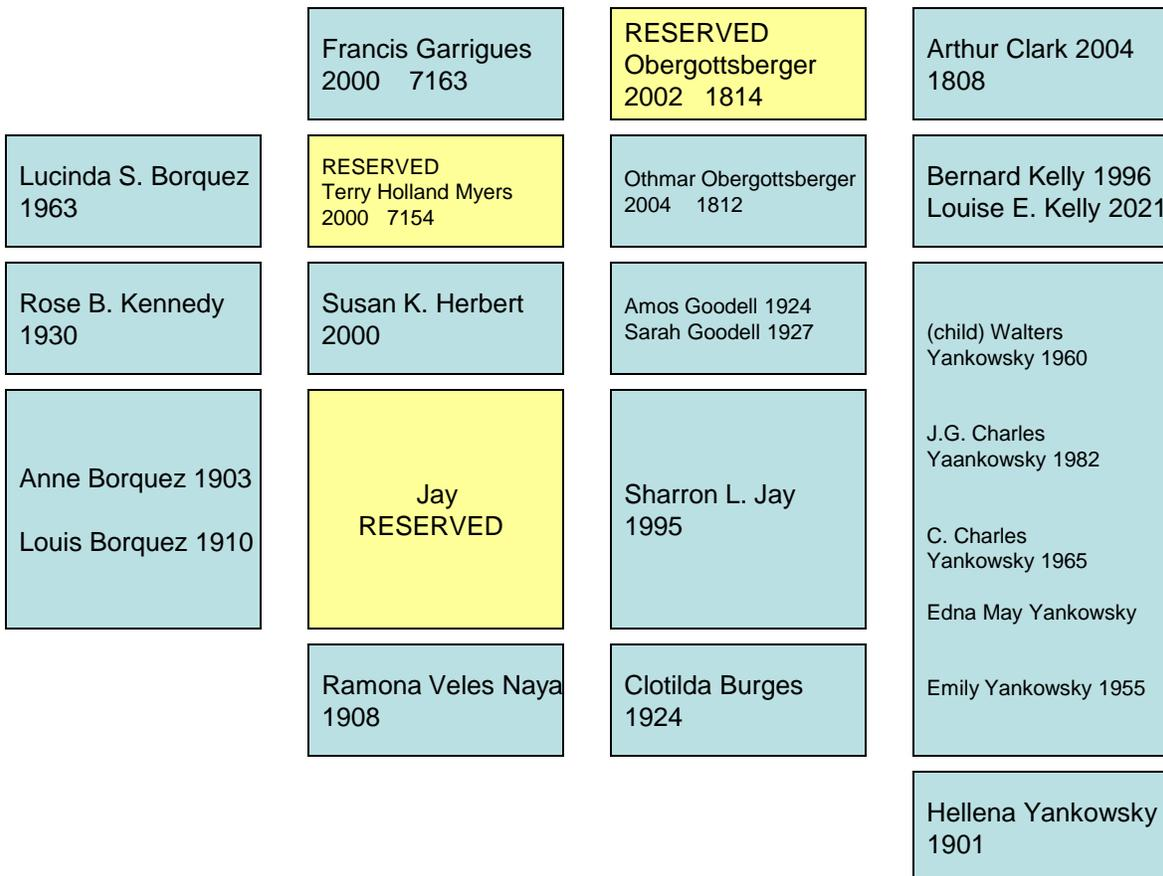 Francis Garrigues
2000 7163
RESERVED
Obergottsberger
2002 1814
Arthur Clark 2004
1808
Lucinda S. Borquez
1963
RESERVED
Terry Holland Myers
2000 7154
Othmar Obergottsberger
2004 1812
Bernard Kelly 1996
Louise E. Kelly 2021
Rose B. Kennedy
1930
Susan K. Herbert
2000
Amos Goodell 1924
Sarah Goodell 1927
(child) Walters
Yankowsky 1960
J.G. Charles
Yaankowsky 1982
C. Charles
Yankowsky 1965
Edna May Yankowsky
Emily Yankowsky 1955
Anne Borquez 1903
Louis Borquez 1910
Jay
RESERVED
Sharron L. Jay
1995
Ramona Veles Naya
1908
Clotilda Burges
1924
Hellena Yankowsky
1901